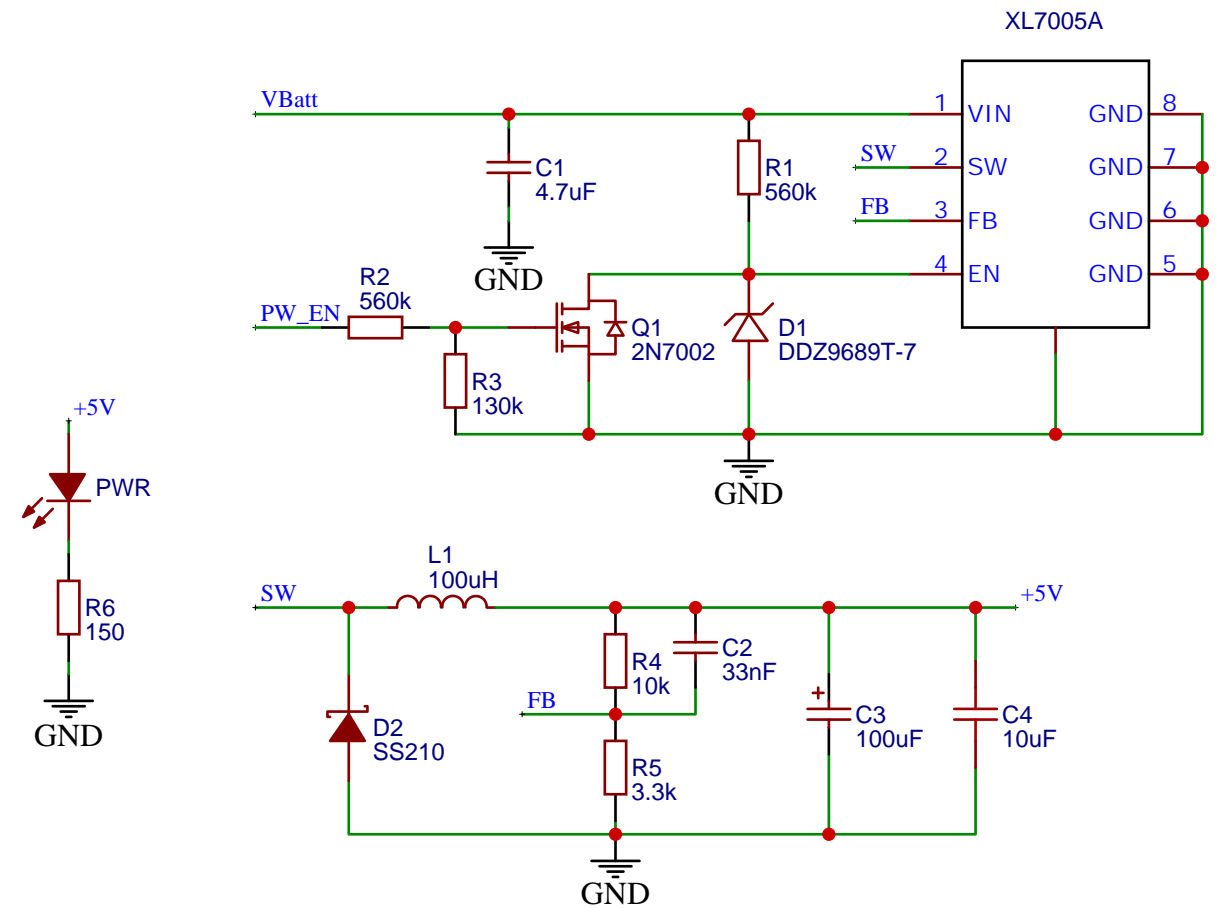 XL7005A
VBatt
1
VIN
GND
8
C1
4.7uF
R1
560k
SW
2
SW
GND
7
FB
3
FB
GND
6
GND
4
EN
GND
5
R2
560k
PW_EN
Q1
2N7002
D1
DDZ9689T-7
R3
130k
GND
+5V
PWR
R6
150
GND
SW
L1
100uH
+5V
R4
10k
C2
33nF
FB
D2
SS210
R5
3.3k
+
C3
100uF
C4
10uF
GND